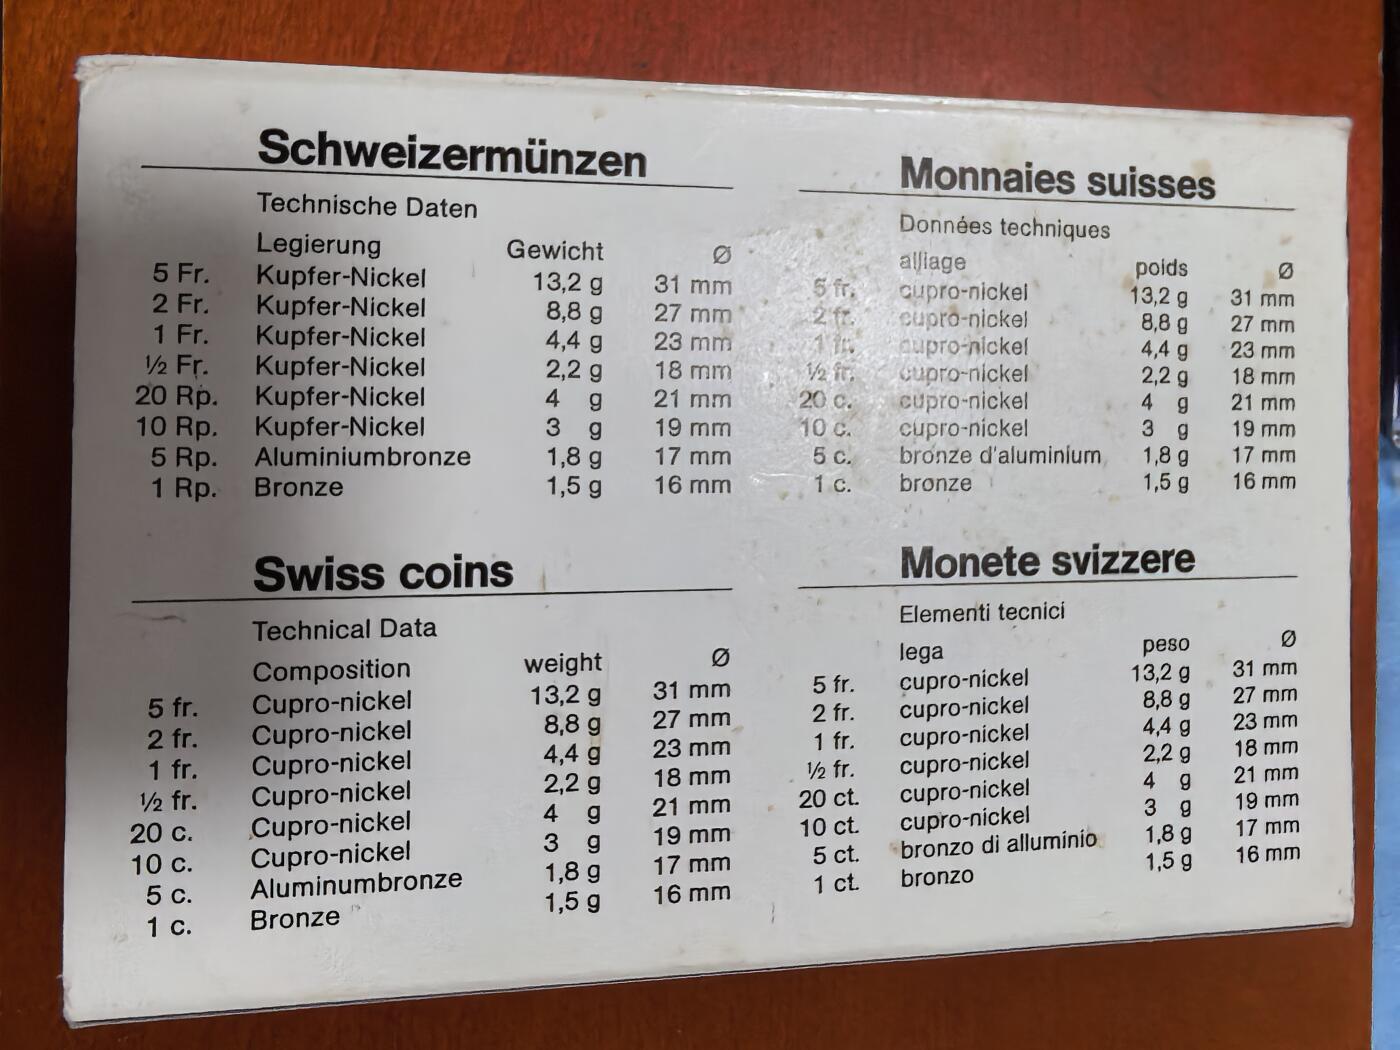 Schweizermünzen
Technische Daten
Legierung Gewicht Ø
5 Fr. Kupfer-Nickel 13,2 g 31 mm
2 Fr. Kupfer-Nickel 8,8 g 27 mm
1 Fr. Kupfer-Nickel 4,4 g 23 mm
½ Fr. Kupfer-Nickel 2,2 g 18 mm
20 Rp. Kupfer-Nickel 4 g 21 mm
10 Rp. Kupfer-Nickel 3 g 19 mm
5 Rp. Aluminiumbronze 1,8 g 17 mm
1 Rp. Bronze 1,5 g 16 mm
Monnaies suisses
Données techniques
alliage poids Ø
5 fr. cupro-nickel 13,2 g 31 mm
2 fr. cupro-nickel 8,8 g 27 mm
1 fr. cupro-nickel 4,4 g 23 mm
½ fr. cupro-nickel 2,2 g 18 mm
20 c. cupro-nickel 4 g 21 mm
10 c. cupro-nickel 3 g 19 mm
5 c. bronze d'aluminium 1,8 g 17 mm
1 c. bronze 1,5 g 16 mm
Swiss coins
Technical Data
Composition weight Ø
5 fr. Cupro-nickel 13,2 g 31 mm
2 fr. Cupro-nickel 8,8 g 27 mm
1 fr. Cupro-nickel 4,4 g 23 mm
½ fr. Cupro-nickel 2,2 g 18 mm
20 c. Cupro-nickel 4 g 21 mm
10 c. Cupro-nickel 3 g 19 mm
5 c. Aluminumbronze 1,8 g 17 mm
1 c. Bronze 1,5 g 16 mm
Monete svizzere
Elementi tecnici
lega peso Ø
5 fr. cupro-nickel 13,2 g 31 mm
2 fr. cupro-nickel 8,8 g 27 mm
1 fr. cupro-nickel 4,4 g 23 mm
½ fr. cupro-nickel 2,2 g 18 mm
20 ct. cupro-nickel 4 g 21 mm
10 ct. cupro-nickel 3 g 19 mm
5 ct. bronzo di alluminio 1,8 g 17 mm
1 ct. bronzo 1,5 g 16 mm